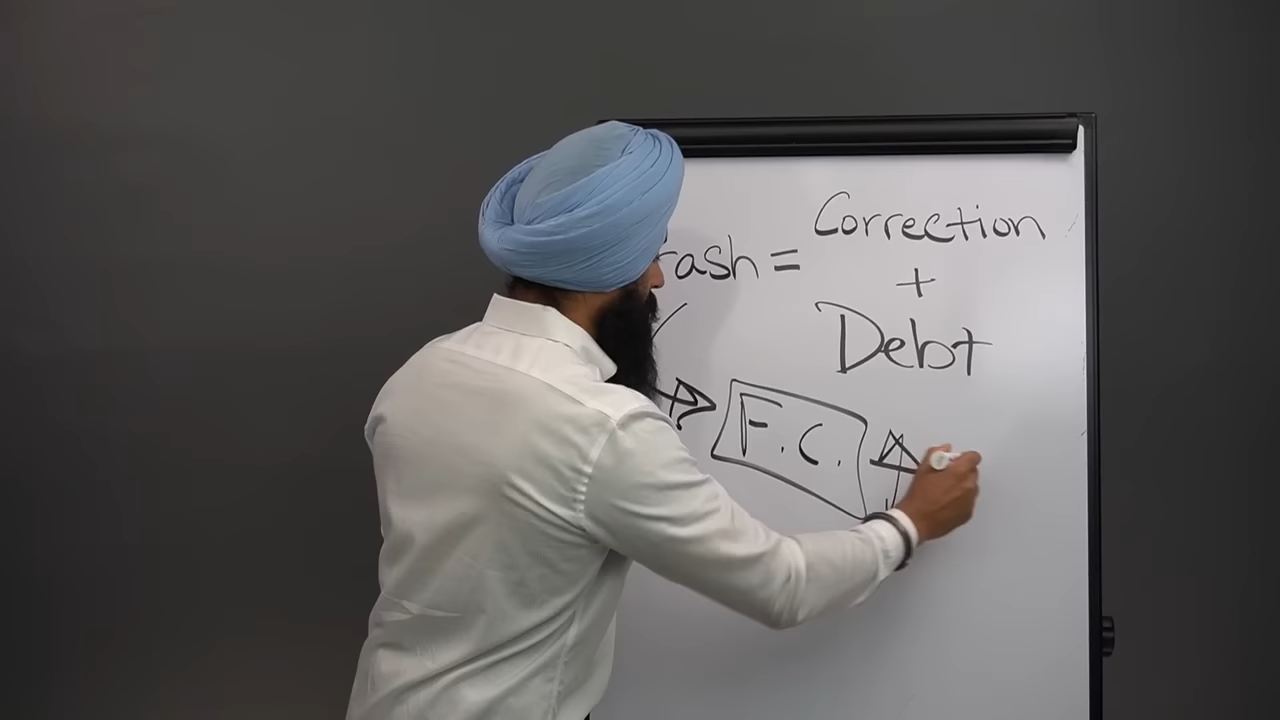 Correction
rash =
+
Debt
F.C.